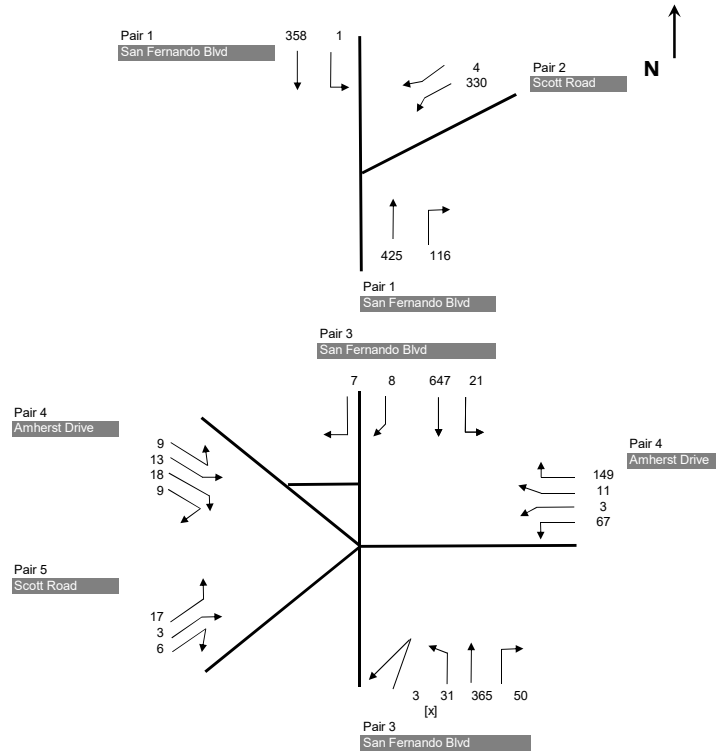 Pair 1
San Fernando Blvd
358 1
4
330
Pair 2
Scott Road
N
425 116
Pair 1
San Fernando Blvd
Pair 3
San Fernando Blvd
7 8 647 21
Pair 4
Amherst Drive
9
13
18
9
Pair 4
Amherst Drive
149
11
3
67
Pair 5
Scott Road
17
3
6
3 31 365 50
[x]
Pair 3
San Fernando Blvd